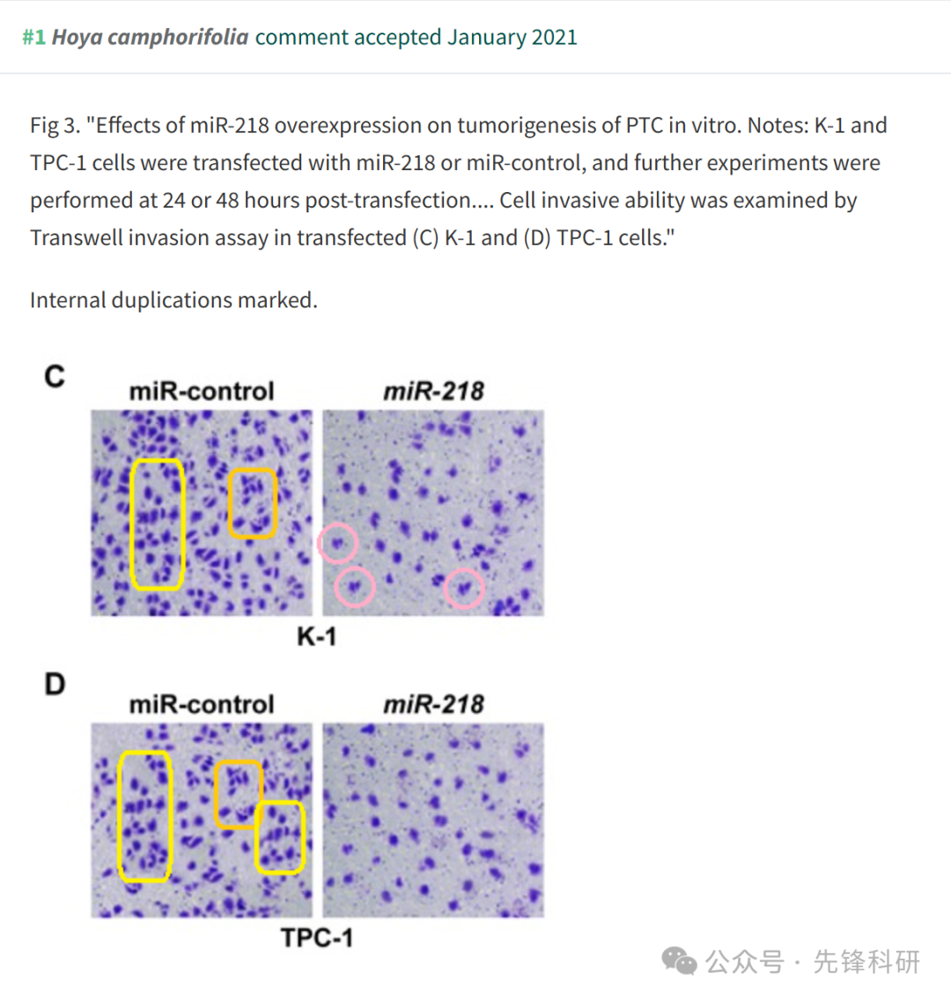 #1 Hoya camphorifolia comment accepted January 2021
Fig 3. "Effects of miR-218 overexpression on tumorigenesis of PTC in vitro. Notes: K-1 and
TPC-1 cells were transfected with miR-218 or miR-control, and further experiments were
performed at 24 or 48 hours post-transfection.... Cell invasive ability was examined by
Transwell invasion assay in transfected (C) K-1 and (D) TPC-1 cells."
Internal duplications marked.
C
miR-control miR-218
K-1
D
miR-control miR-218
TPC-1
公众号 · 先锋科研